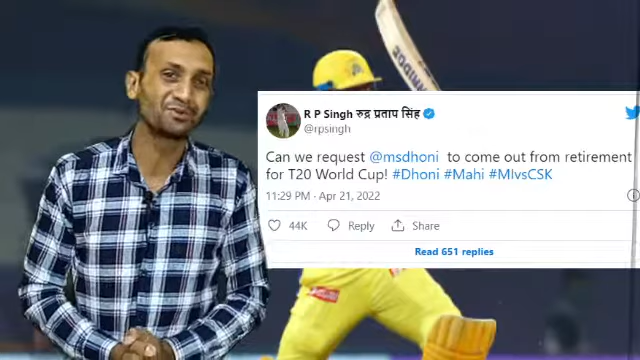 R P Singh रुद्र प्रताप सिंह
@rpsingh
Can we request @msdhoni to come out from retirement
for T20 World Cup! #Dhoni #Mahi #MIvsCSK
11:29 PM · Apr 21, 2022
44K Reply Share
Read 651 replies